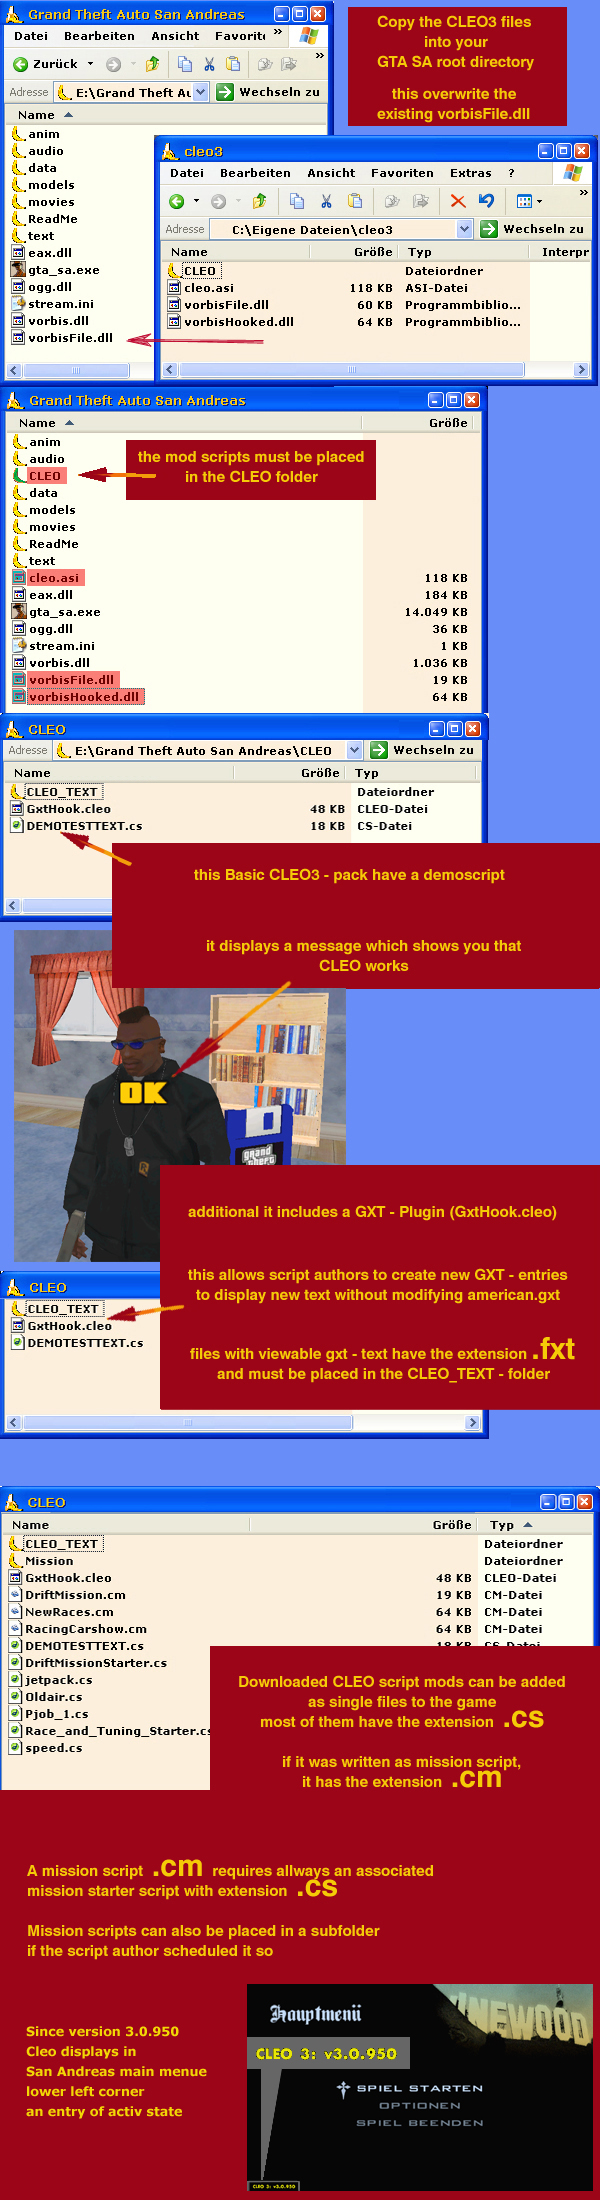 Grand Theft Auto San Andreas
Datei Bearbeiten Ansicht Favorite »
Zurück »
Adresse E:\Grand Theft Au Wechseln zu
Name
anim
audio
data
models
movies
ReadMe
text
eax.dll
gta_sa.exe
ogg.dll
stream.ini
vorbis.dll
vorbisFile.dll
Copy the CLEO3 files
into your
GTA SA root directory
this overwrite the
existing vorbisFile.dll
cleo3
Datei Bearbeiten Ansicht Favoriten Extras ?
»
Adresse C:\Eigene Dateien\cleo3 Wechseln zu
Name Größe Typ Interpr
CLEO Dateiordner
cleo.asi 118 KB ASI-Datei
vorbisFile.dll 60 KB Programmbiblio...
vorbisHooked.dll 64 KB Programmbiblio...
Grand Theft Auto San Andreas
Name Größe
anim
audio
CLEO
data
models
movies
ReadMe
text
cleo.asi 118 KB
eax.dll 184 KB
gta_sa.exe 14.049 KB
ogg.dll 36 KB
stream.ini 1 KB
vorbis.dll 1.036 KB
vorbisFile.dll 19 KB
vorbisHooked.dll 64 KB
the mod scripts must be placed
in the CLEO folder
CLEO
Adresse E:\Grand Theft Auto San Andreas\CLEO Wechseln zu
Name Größe Typ
CLEO_TEXT Dateiordner
GxtHook.cleo 48 KB CLEO-Datei
DEMOTESTTEXT.cs 18 KB CS-Datei
this Basic CLEO3 - pack have a demoscript
it displays a message which shows you that
CLEO works
OK
grand
theft
additional it includes a GXT - Plugin (GxtHook.cleo)
this allows script authors to create new GXT - entries
to display new text without modifying american.gxt
files with viewable gxt - text have the extension .fxt
and must be placed in the CLEO_TEXT - folder
CLEO
CLEO_TEXT
GxtHook.cleo
DEMOTESTTEXT.cs
CLEO
Name Größe Typ
CLEO_TEXT Dateiordner
Mission Dateiordner
GxtHook.cleo 48 KB CLEO-Datei
DriftMission.cm 19 KB CM-Datei
NewRaces.cm 64 KB CM-Datei
RacingCarshow.cm 64 KB CM-Datei
DEMOTESTTEXT.cs 18 KB CS-Datei
DriftMissionStarter.cs
jetpack.cs
Oldair.cs
Pjob_1.cs
Race_and_Tuning_Starter.cs
speed.cs
Downloaded CLEO script mods can be added
as single files to the game
most of them have the extension .cs
if it was written as mission script,
it has the extension .cm
A mission script .cm requires allways an associated
mission starter script with extension .cs
Mission scripts can also be placed in a subfolder
if the script author scheduled it so
Since version 3.0.950
Cleo displays in
San Andreas main menue
lower left corner
an entry of activ state
Hauptmenü
INEWOOD
CLEO 3: v3.0.950
SPIEL STARTEN
OPTIONEN
SPIEL BEENDEN
CLEO 3: v3.0.950